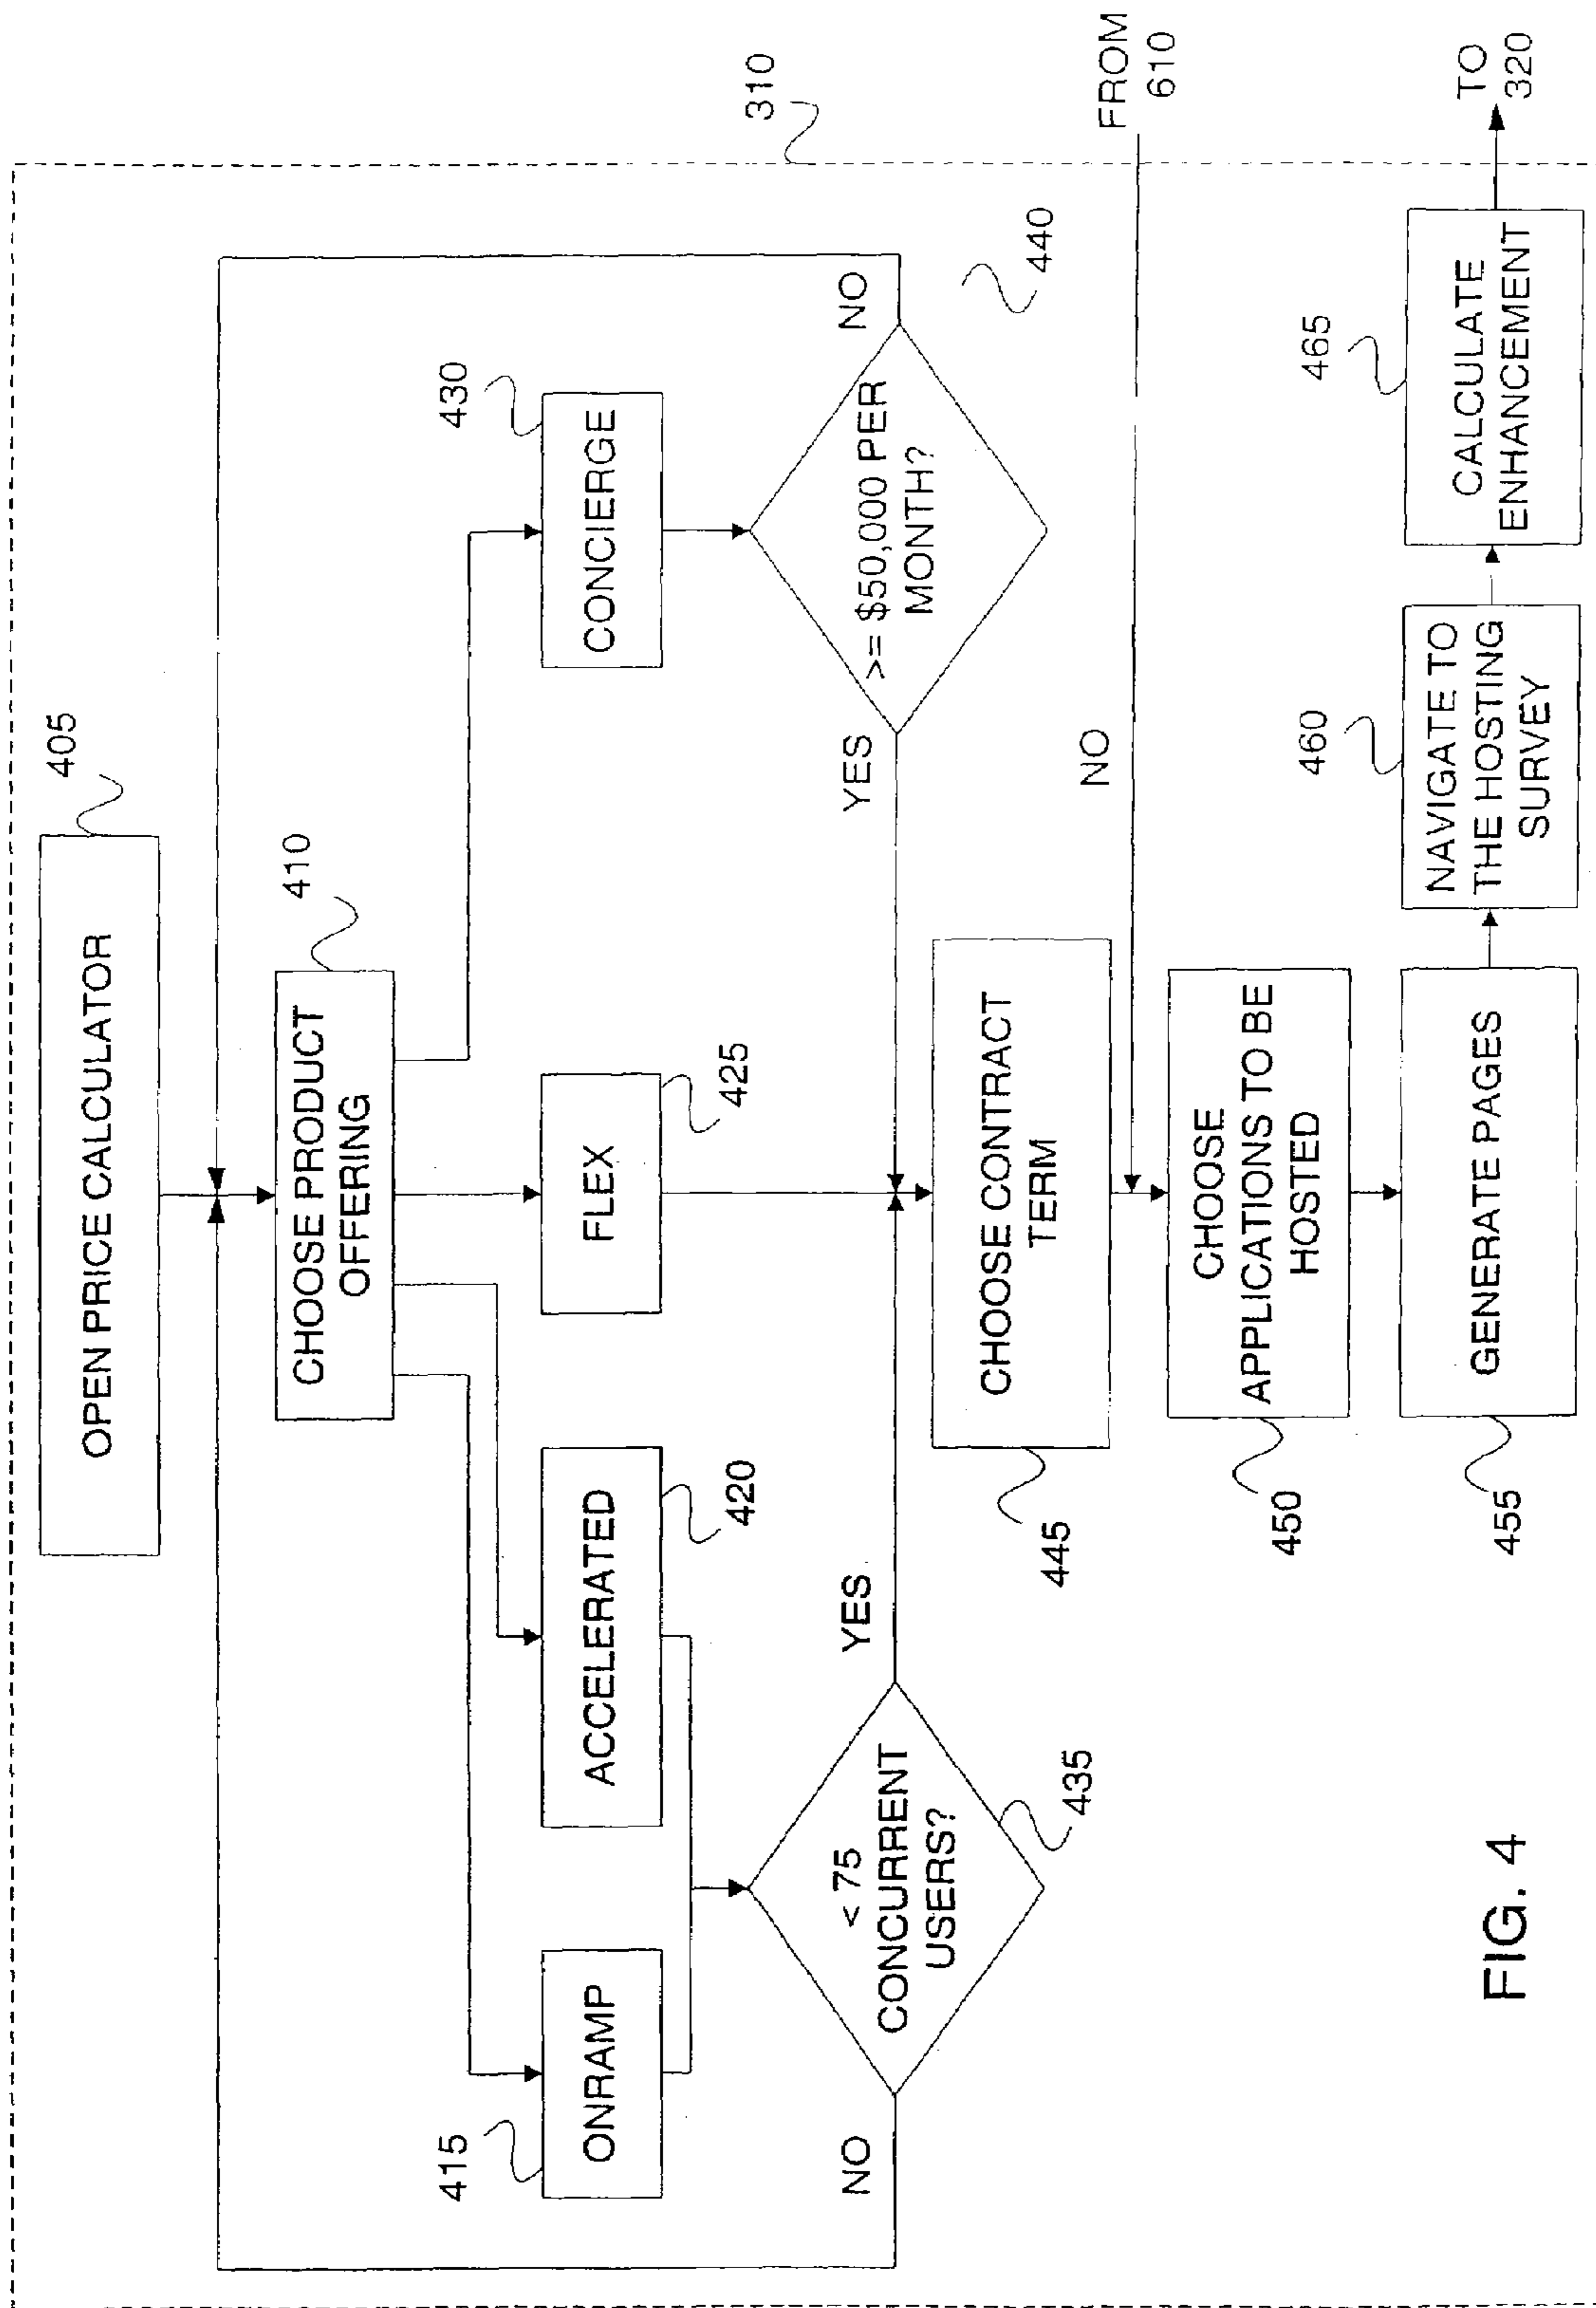 310
405
OPEN PRICE CALCULATOR
410
CHOOSE PRODUCT
OFFERING
415
ONRAMP
ACCELERATED
420
FLEX
425
430
CONCIERGE
< 75
CONCURRENT
USERS?
435
NO
YES
>= $50,000 PER
MONTH?
440
YES
NO
CHOOSE CONTRACT
TERM
445
NO
FROM
610
CHOOSE
APPLICATIONS TO BE
HOSTED
450
GENERATE PAGES
455
NAVIGATE TO
THE HOSTING
SURVEY
460
CALCULATE
ENHANCEMENT
465
TO
320
FIG. 4